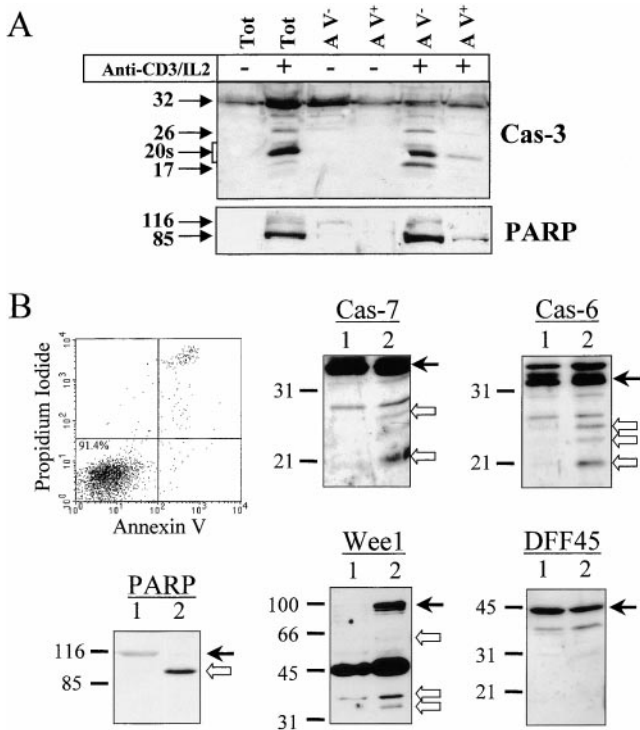 A
Tot Tot A V- A V+ A V- A V+
Anti-CD3/IL2 - + - - + +
32
26
20s
17
Cas-3
116
85
PARP
B
Propidium Iodide
10^4
10^3
10^2
10^1
10^0
91.4%
10^0 10^1 10^2 10^3 10^4
Annexin V
Cas-7
1 2
31
21
Cas-6
1 2
31
21
PARP
1 2
116
85
Wee1
1 2
100
66
45
31
DFF45
1 2
45
31
21